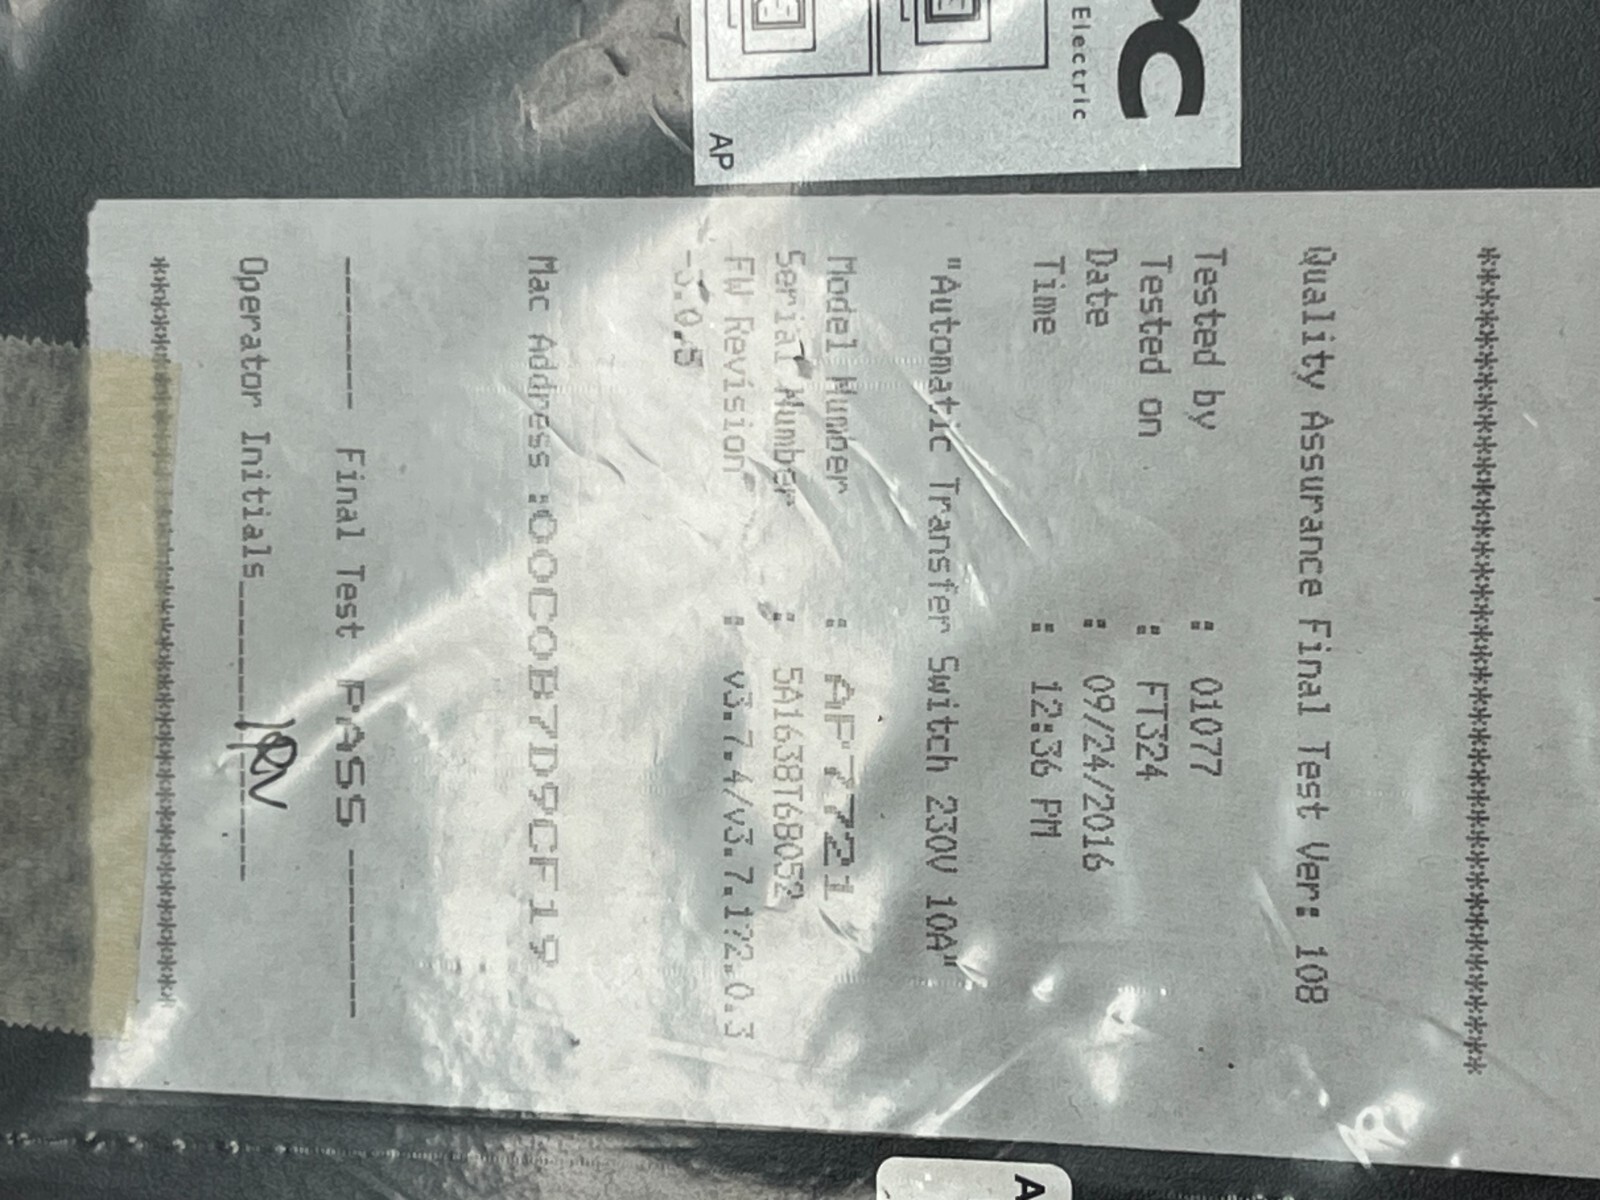 PC
Electric
AP
****************************************
Quality Assurance Final Test Ver: 108
Tested by : 01077
Tested on : FT324
Date : 09/24/2016
Time : 12:36 PM
"Automatic Transfer Switch 230V 10A"
Model Number : AP7721
Serial Number : 5A1638T68052
FW Revision : v3.7.4/v3.7.1?2.0.3
-3.0.5
Mac Address :00C0B7D9CF19
------- Final Test PASS --------
Operator Initials________________
****************************************
A